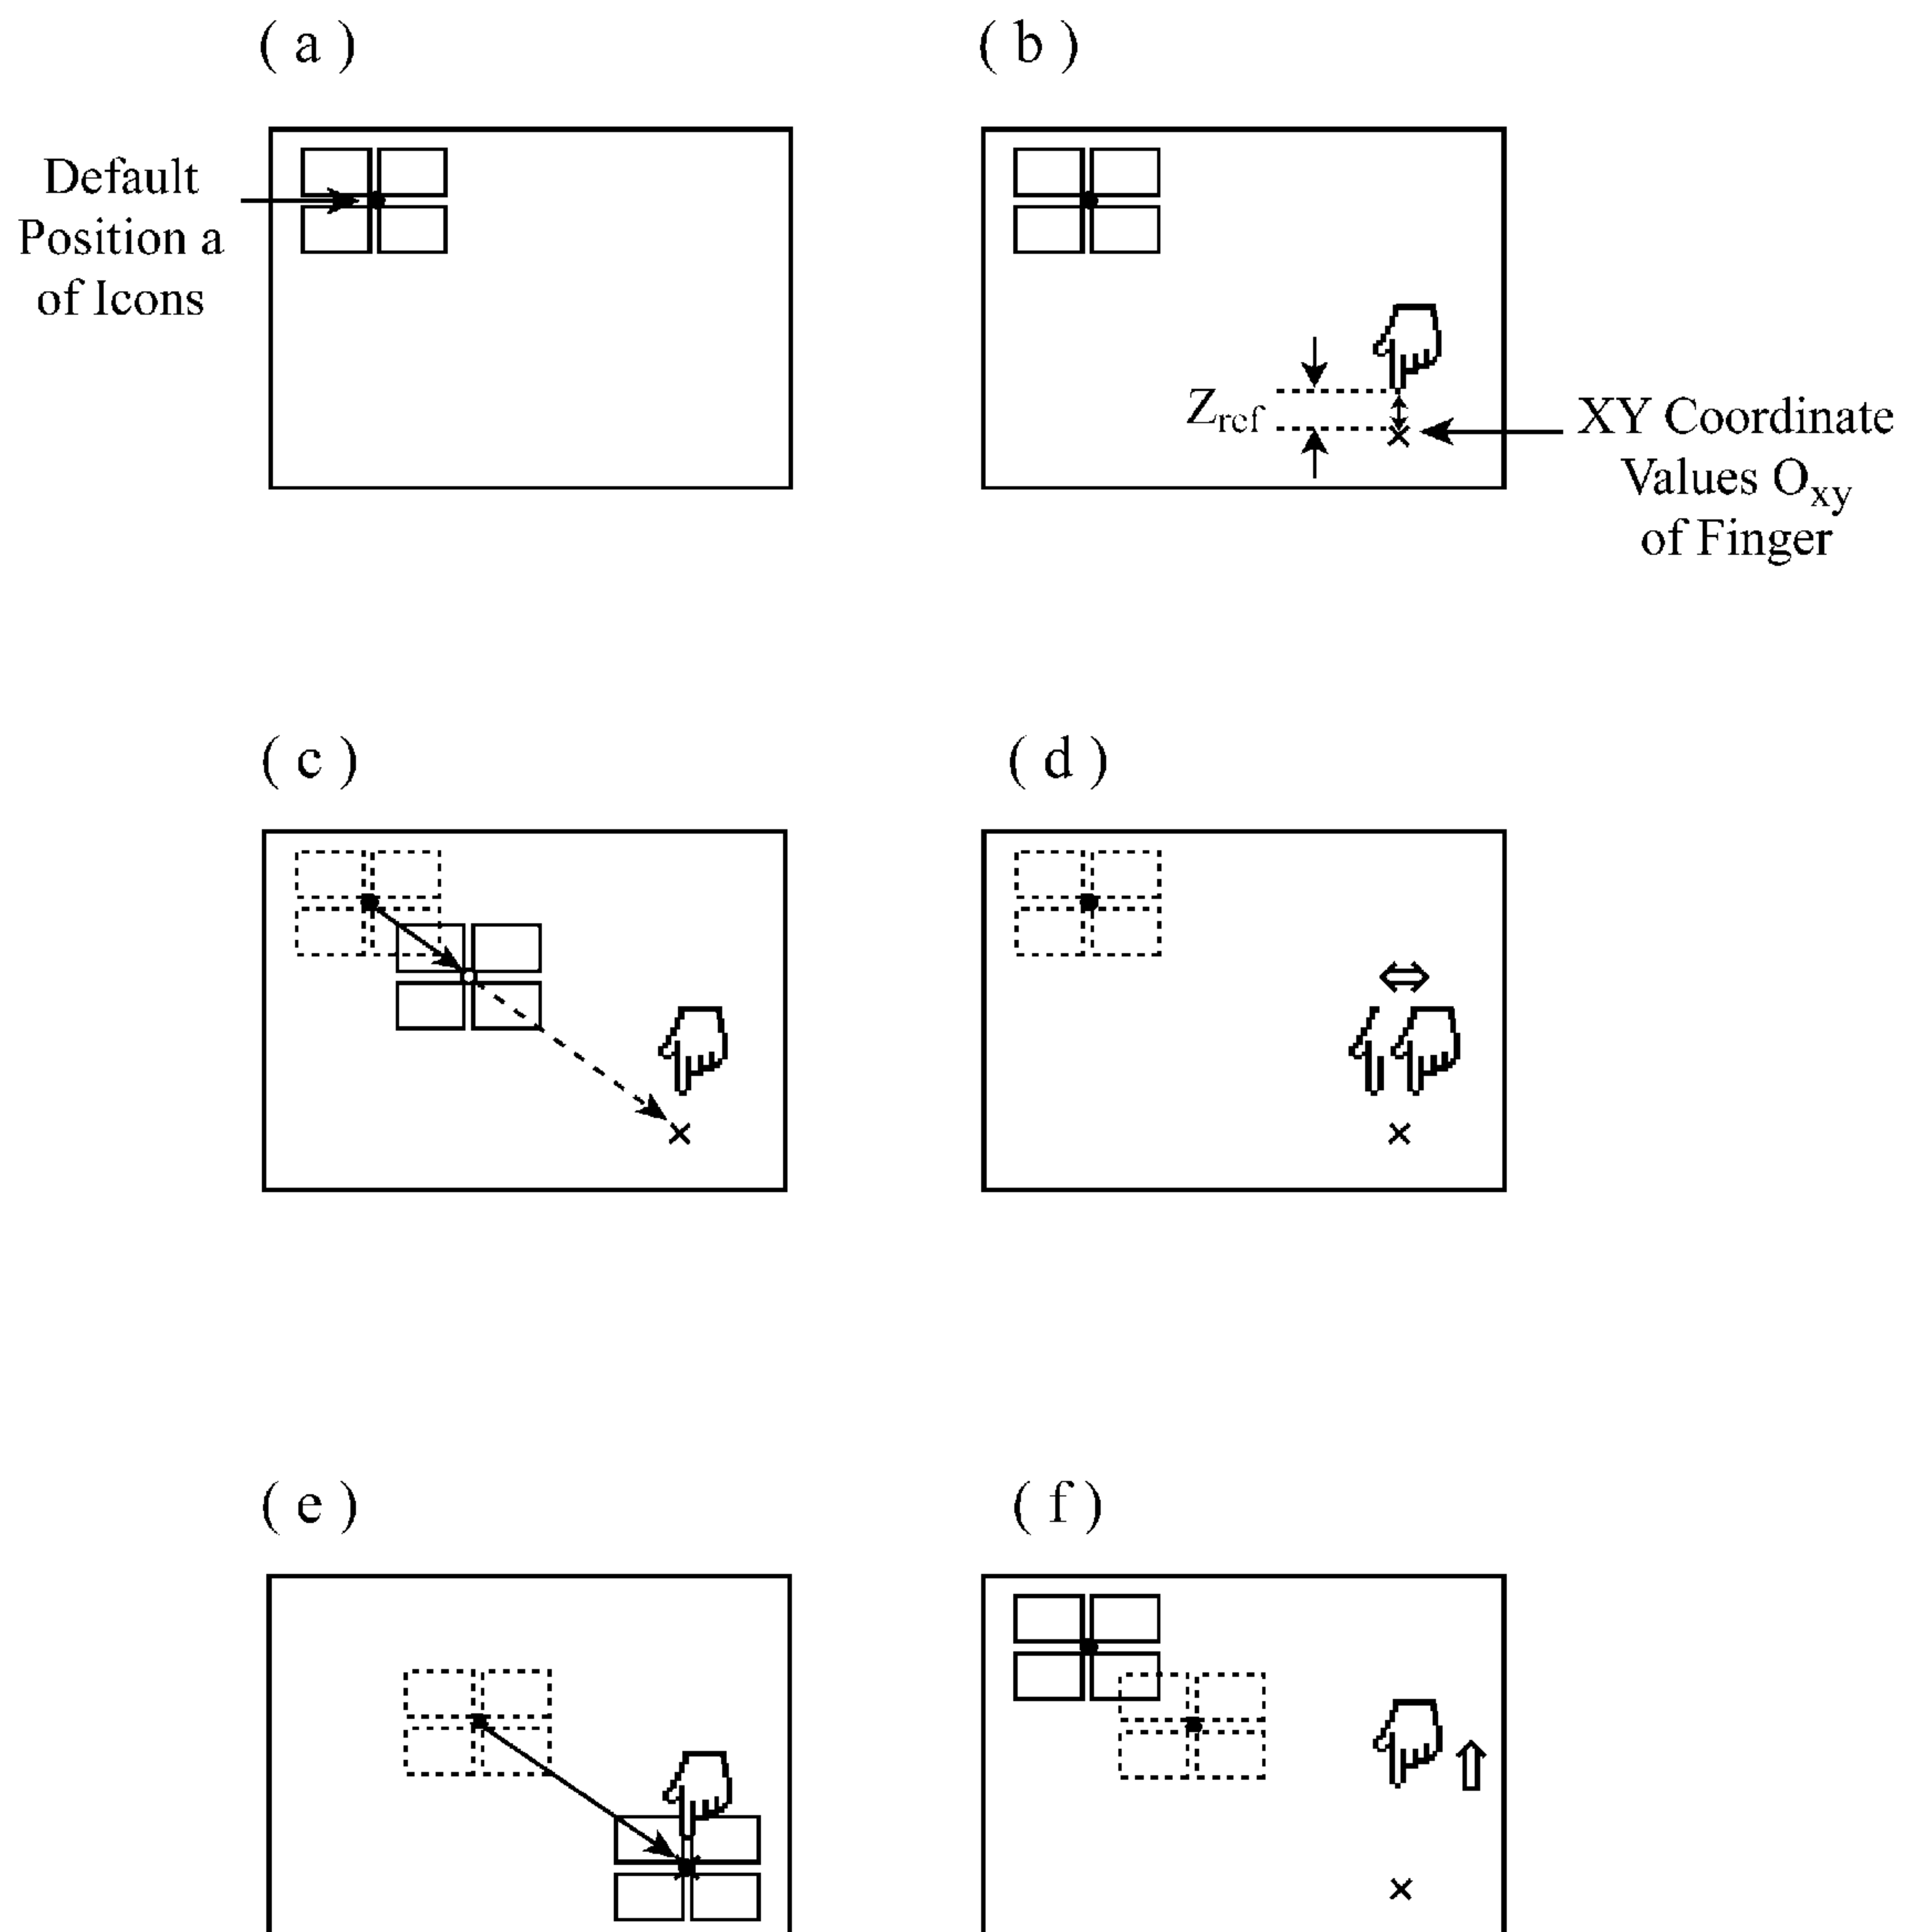 ( a )
( b )
Default
Position a
of Icons
Zref
XY Coordinate
Values Oxy
of Finger
( c )
( d )
( e )
( f )